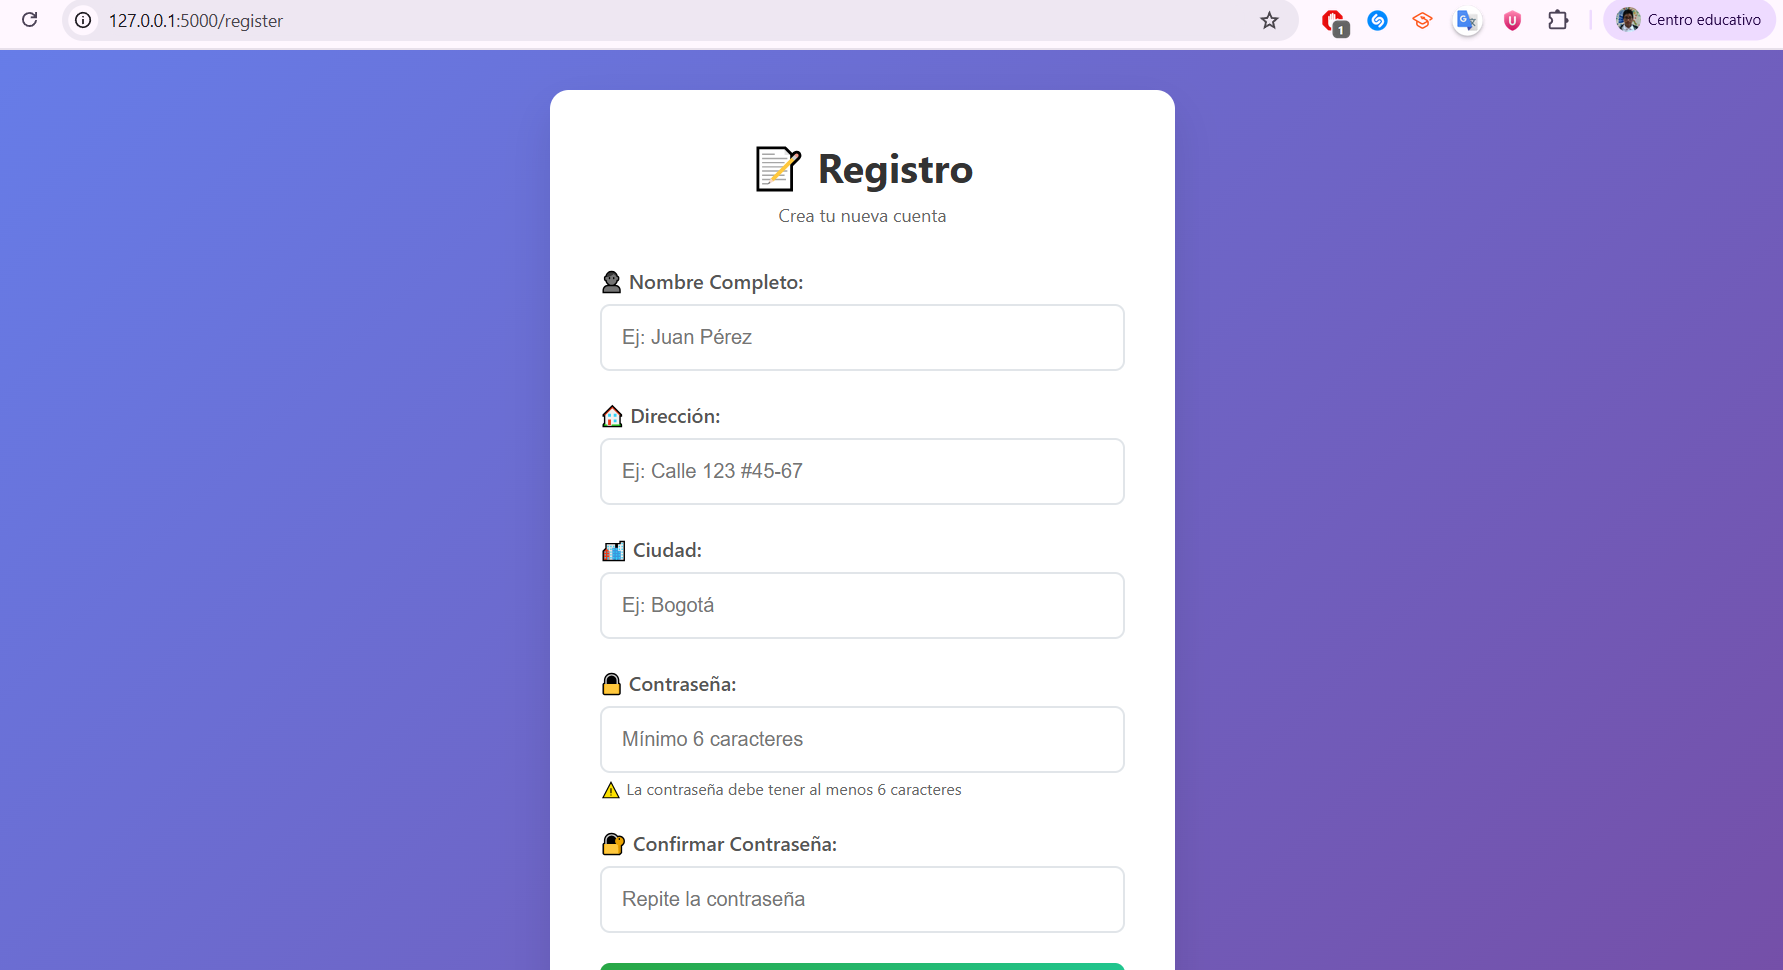 127.0.0.1:5000/register
1
U
Centro educativo
Registro
Crea tu nueva cuenta
Nombre Completo:
Ej: Juan Pérez
Dirección:
Ej: Calle 123 #45-67
Ciudad:
Ej: Bogotá
Contraseña:
Mínimo 6 caracteres
La contraseña debe tener al menos 6 caracteres
Confirmar Contraseña:
Repite la contraseña